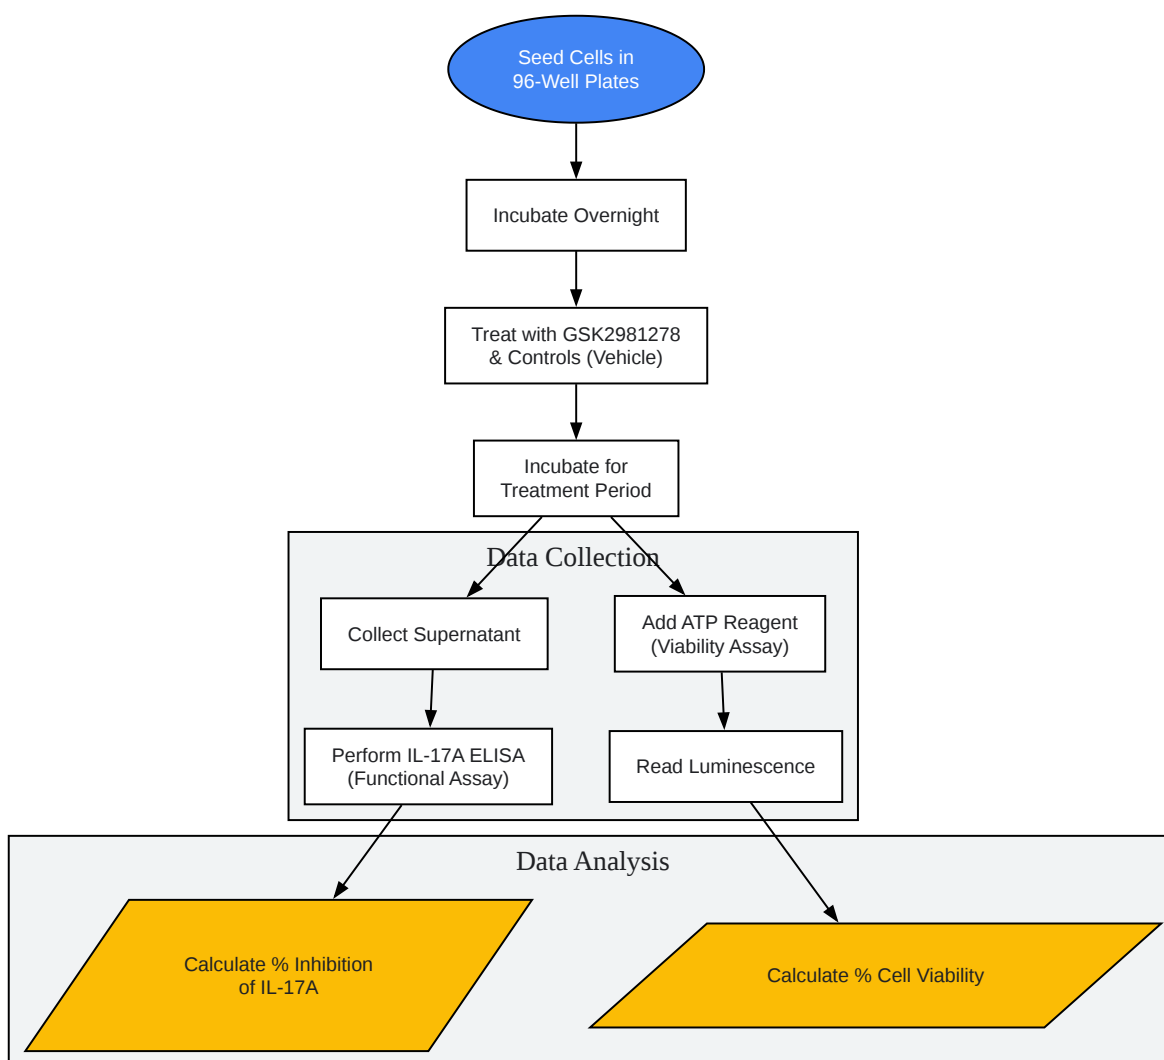 Seed Cells in
96-Well Plates
Incubate Overnight
Treat with GSK2981278
& Controls (Vehicle)
Incubate for
Treatment Period
Data Collection
Collect Supernatant
Add ATP Reagent
(Viability Assay)
Perform IL-17A ELISA
(Functional Assay)
Read Luminescence
Data Analysis
Calculate % Inhibition
of IL-17A
Calculate % Cell Viability